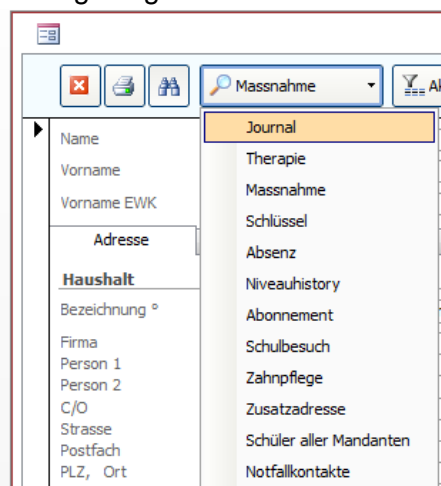 Massnahme
Name
Vorname
Vorname EWK
Adresse
Haushalt
Bezeichnung °
Firma
Person 1
Person 2
C/O
Strasse
Postfach
PLZ, Ort
Journal
Therapie
Massnahme
Schlüssel
Absenz
Niveauhistory
Abonnement
Schulbesuch
Zahnpflege
Zusatzadresse
Schüler aller Mandanten
Notfallkontakte